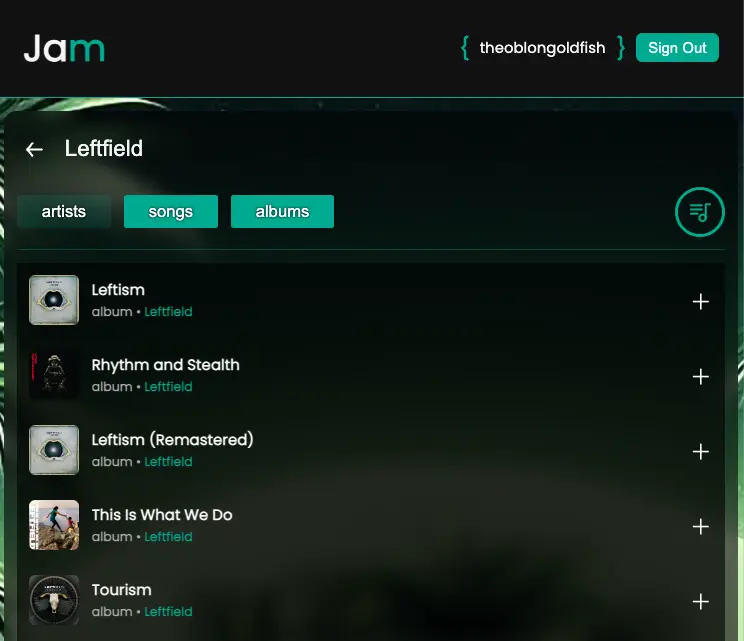 Jam
{ theoblongoldfish } Sign Out
← Leftfield
artists songs albums
Leftism
album • Leftfield
Rhythm and Stealth
album • Leftfield
Leftism (Remastered)
album • Leftfield
This Is What We Do
album • Leftfield
Tourism
album • Leftfield